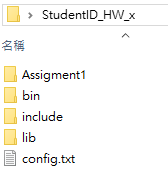 StudentID_HW_x
名稱
Assigment1
bin
include
lib
config.txt